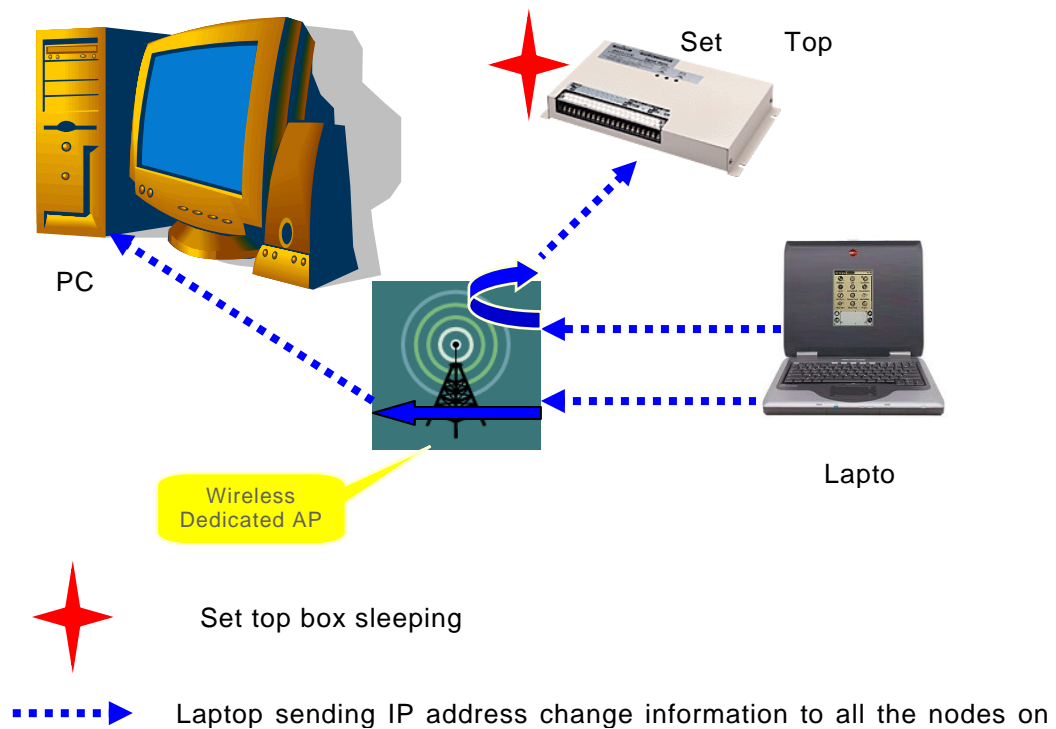 Set Top
PC
Lapto
Wireless
Dedicated AP
Set top box sleeping
Laptop sending IP address change information to all the nodes on